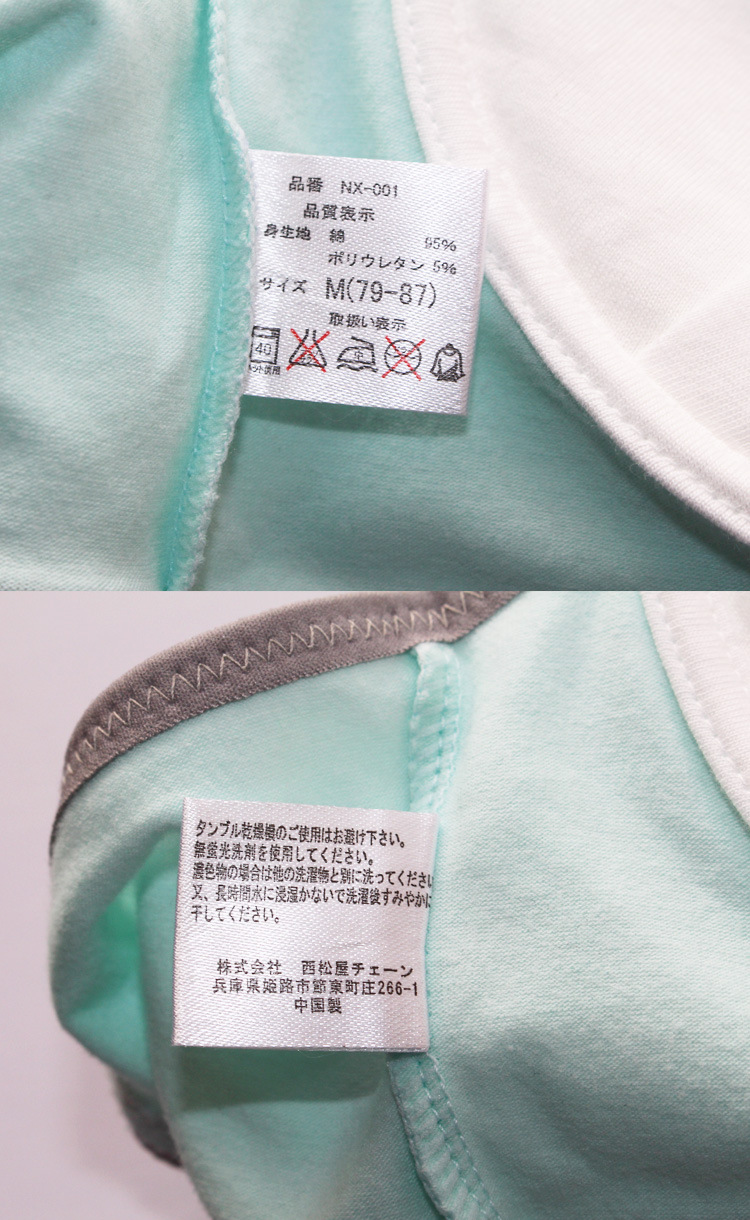 品番 NX-001
品質表示
身生地 綿 95%
ポリウレタン 5%
サイズ M(79-87)
取扱い表示
40 中
タンブル乾燥機のご使用はお避け下さい。
無蛍光洗剤を使用してください。
濃色物の場合は他の洗濯物と別に洗ってください
又、長時間水に浸湿かないで洗濯後すみやかに
干してください。
株式会社 西松屋チェーン
兵庫県姫路市飾東町庄266-1
中国製